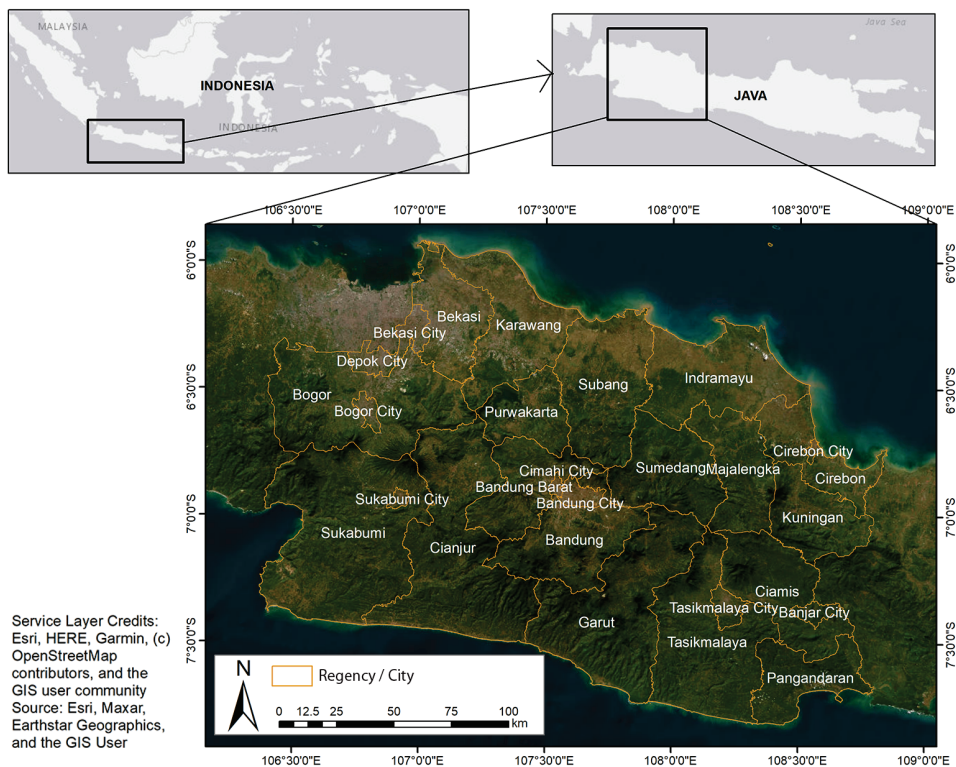 MALAYSIA
INDONESIA
INDONESIA
Java Sea
JAVA
106°30'0"E
107°0'0"E
107°30'0"E
108°0'0"E
108°30'0"E
109°0'0"E
6°0'0"S
6°30'0"S
7°0'0"S
7°30'0"S
6°0'0"S
6°30'0"S
7°0'0"S
7°30'0"S
Bekasi
Bekasi City
Karawang
Depok City
Bogor
Bogor City
Subang
Indramayu
Purwakarta
Cirebon City
Cimahi City
Sumedang
Majalengka
Cirebon
Bandung Barat
Sukabumi City
Bandung City
Kuningan
Sukabumi
Cianjur
Bandung
Ciamis
Tasikmalaya City
Banjar City
Garut
Tasikmalaya
Pangandaran
Service Layer Credits:
Esri, HERE, Garmin, (c)
OpenStreetMap
contributors, and the
GIS user community
Source: Esri, Maxar,
Earthstar Geographics,
and the GIS User
N
Regency / City
0 12.5 25 50 75 100
km
106°30'0"E
107°0'0"E
107°30'0"E
108°0'0"E
108°30'0"E
109°0'0"E